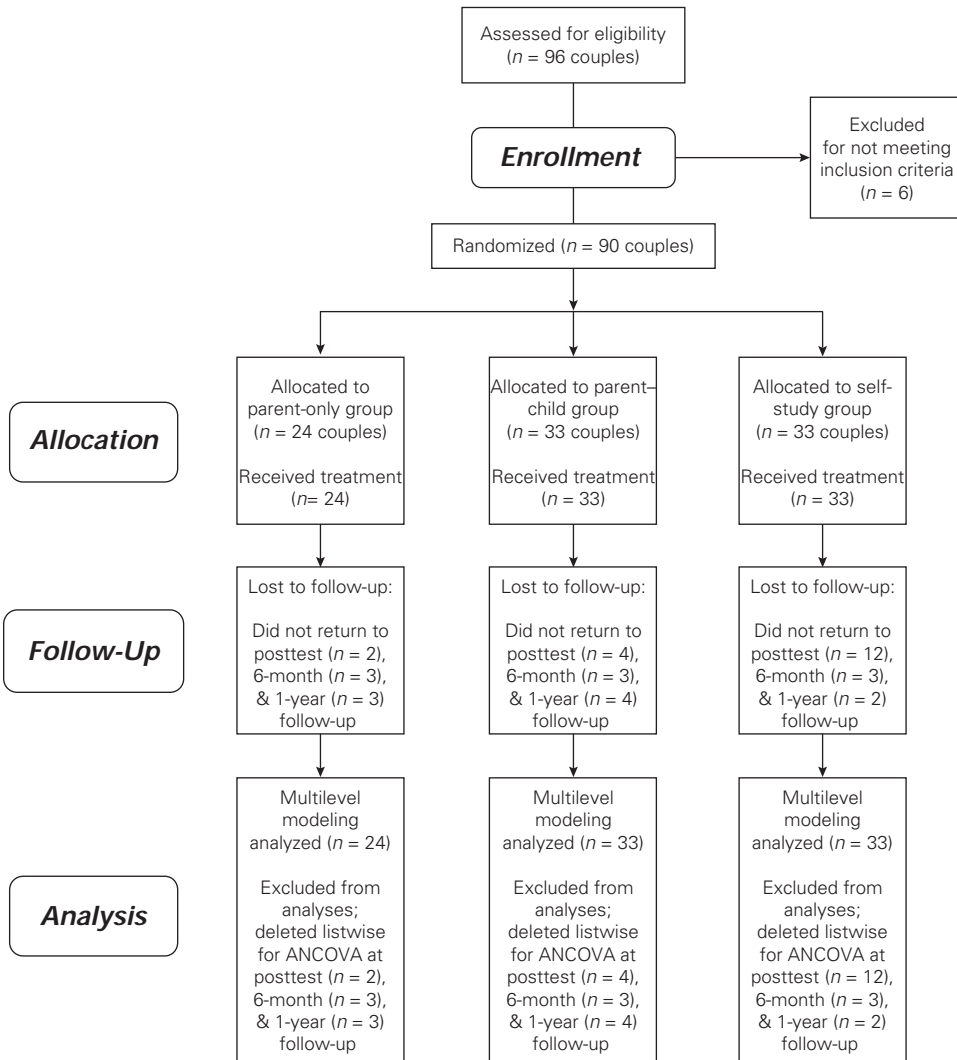 Assessed for eligibility
(n = 96 couples)
Enrollment
Excluded
for not meeting
inclusion criteria
(n = 6)
Randomized (n = 90 couples)
Allocation
Allocated to
parent-only group
(n = 24 couples)
Received treatment
(n= 24)
Allocated to parent–
child group
(n = 33 couples)
Received treatment
(n = 33)
Allocated to self-
study group
(n = 33 couples)
Received treatment
(n = 33)
Follow-Up
Lost to follow-up:
Did not return to
posttest (n = 2),
6-month (n = 3),
& 1-year (n = 3)
follow-up
Lost to follow-up:
Did not return to
posttest (n = 4),
6-month (n = 3),
& 1-year (n = 4)
follow-up
Lost to follow-up:
Did not return to
posttest (n = 12),
6-month (n = 3),
& 1-year (n = 2)
follow-up
Analysis
Multilevel
modeling
analyzed (n = 24)
Excluded from
analyses;
deleted listwise
for ANCOVA at
posttest (n = 2),
6-month (n = 3),
& 1-year (n = 3)
follow-up
Multilevel
modeling
analyzed (n = 33)
Excluded from
analyses;
deleted listwise
for ANCOVA at
posttest (n = 4),
6-month (n = 3),
& 1-year (n = 4)
follow-up
Multilevel
modeling
analyzed (n = 33)
Excluded from
analyses;
deleted listwise
for ANCOVA at
posttest (n = 12),
6-month (n = 3),
& 1-year (n = 2)
follow-up